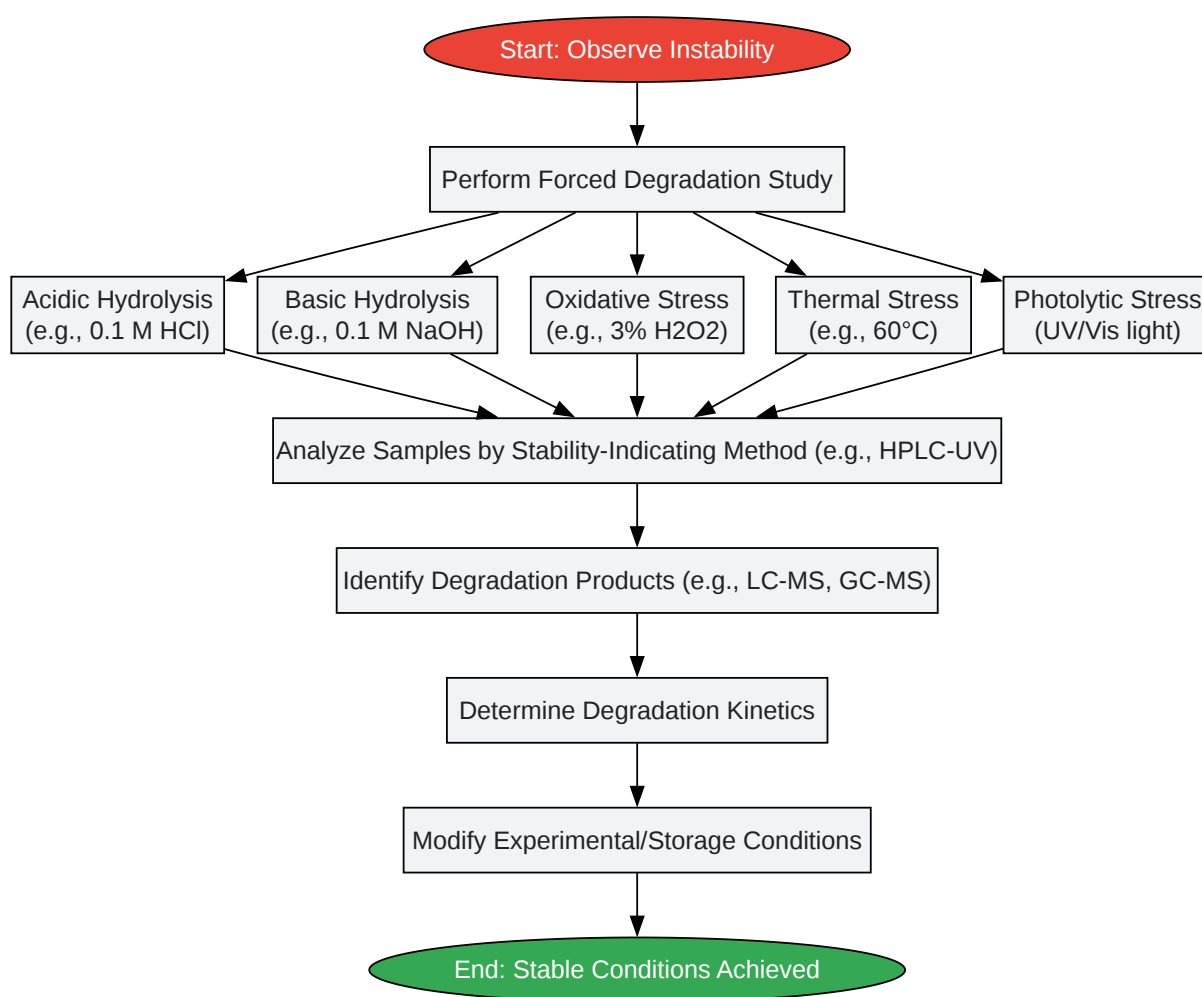 Start: Observe Instability
Perform Forced Degradation Study
Acidic Hydrolysis
(e.g., 0.1 M HCl)
Basic Hydrolysis
(e.g., 0.1 M NaOH)
Oxidative Stress
(e.g., 3% H2O2)
Thermal Stress
(e.g., 60°C)
Photolytic Stress
(UV/Vis light)
Analyze Samples by Stability-Indicating Method (e.g., HPLC-UV)
Identify Degradation Products (e.g., LC-MS, GC-MS)
Determine Degradation Kinetics
Modify Experimental/Storage Conditions
End: Stable Conditions Achieved